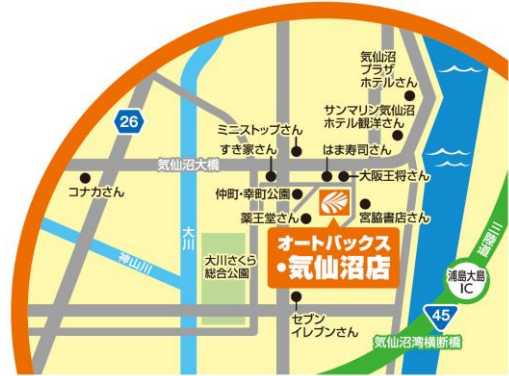 気仙沼
プラザ
ホテルさん
サンマリン気仙沼
ホテル観洋さん
26
ミニストップさん
すき家さん
はま寿司さん
気仙沼大橋
大阪王将さん
コナカさん
仲町・幸町公園
宮脇書店さん
薬王堂さん
大川
神山川
大川さくら
総合公園
オートバックス
・気仙沼店
三陸道
浦島大島
IC
45
セブン
イレブンさん
気仙沼湾横断橋